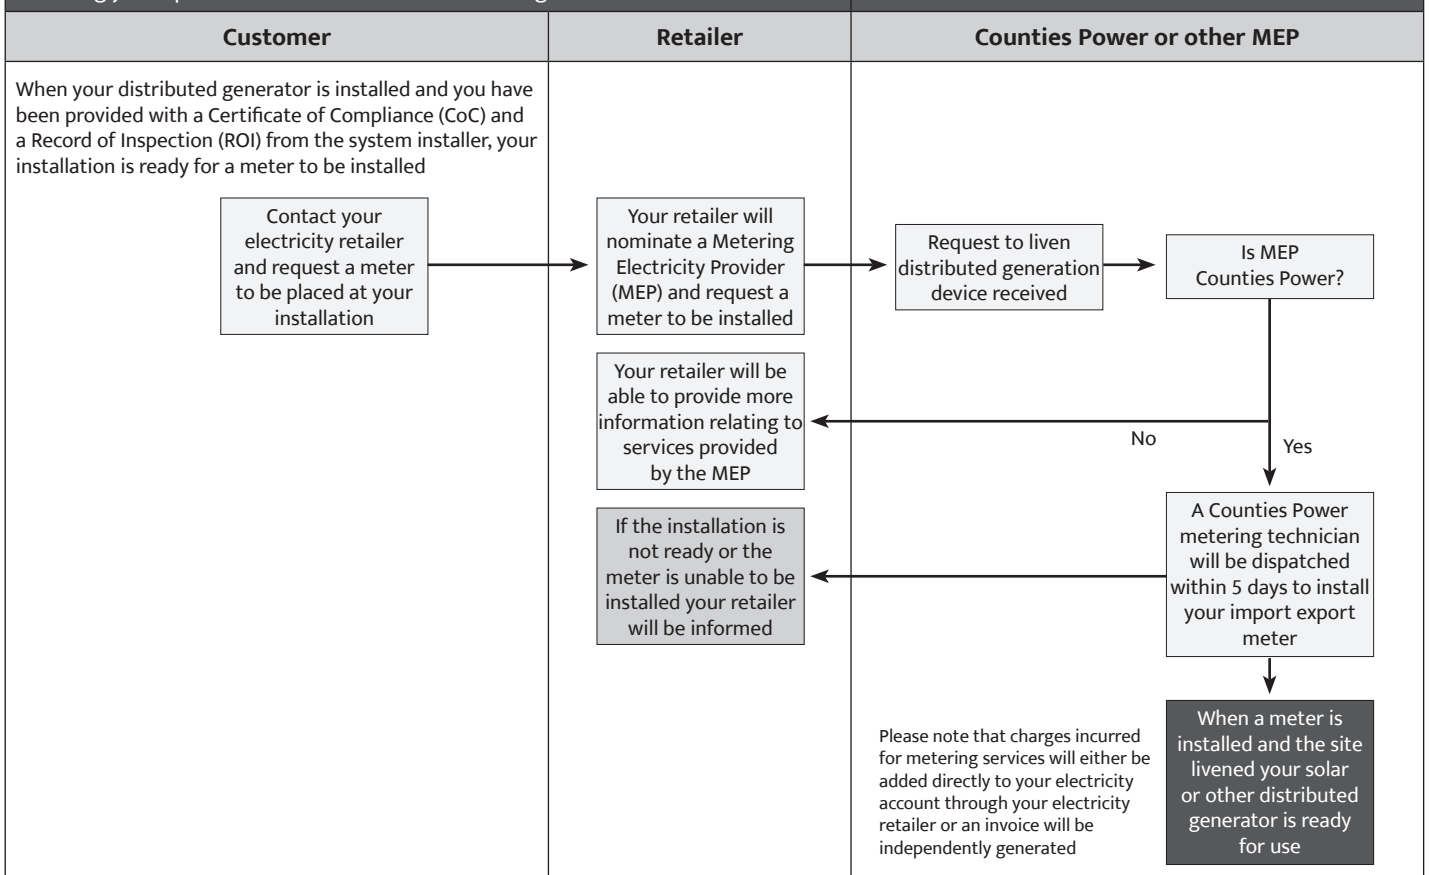 Customer
Retailer
Counties Power or other MEP
When your distributed generator is installed and you have
been provided with a Certificate of Compliance (CoC) and
a Record of Inspection (ROI) from the system installer, your
installation is ready for a meter to be installed
Contact your
electricity retailer
and request a meter
to be placed at your
installation
Your retailer will
nominate a Metering
Electricity Provider
(MEP) and request a
meter to be installed
Request to liven
distributed generation
device received
Is MEP
Counties Power?
Your retailer will be
able to provide more
information relating to
services provided
by the MEP
No
Yes
If the installation is
not ready or the
meter is unable to be
installed your retailer
will be informed
A Counties Power
metering technician
will be dispatched
within 5 days to install
your import export
meter
Please note that charges incurred
for metering services will either be
added directly to your electricity
account through your electricity
retailer or an invoice will be
independently generated
When a meter is
installed and the site
livened your solar
or other distributed
generator is ready
for use